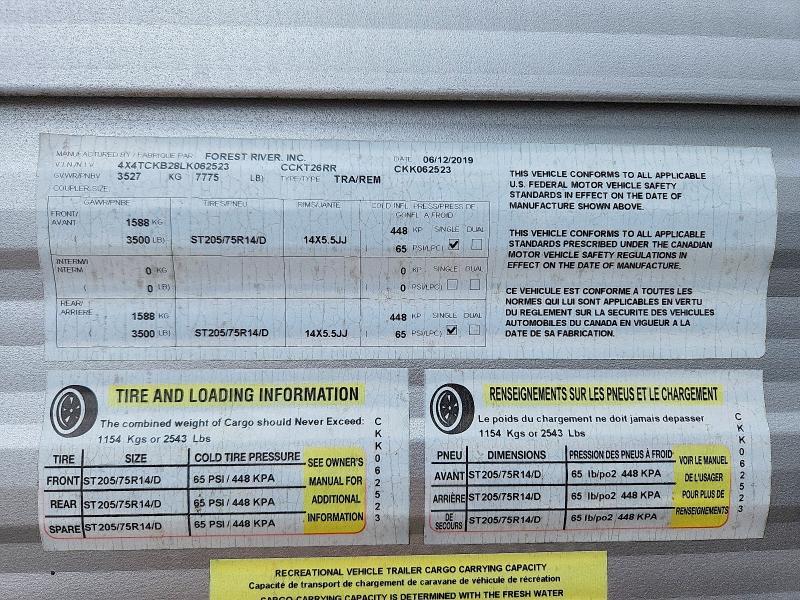 MANUFACTURED BY / FABRIQUE PAR FOREST RIVER, INC. DATE 06/12/2019
V.I.N./N.I.V. 4X4TCKB28LK062523 CCKT26RR CKK062523
GVWR/PNBV 3527 KG 7775 LB) TYPE/TYPE TRA/REM
COUPLER SIZE
GAWR/PNBE TIRES/PNEU RIMS/JANTE COLD INFL. PRESS/PRESS DE GONFL A FROID
FRONT/ 1588 KG 448 KP SINGLE DUAL
AVANT
( 3500 LB) ST205/75R14/D 14X5.5JJ ( 65 PSI/LPC)
INTERM/ 0 KG 0 KP SINGLE DUAL
INTERM
( 0 LB) ( 0 PSI/LPC)
REAR/ 1588 KG 448 KP SINGLE DUAL
ARRIERE
( 3500 LB) ST205/75R14/D 14X5.5JJ ( 65 PSI/LPC)
THIS VEHICLE CONFORMS TO ALL APPLICABLE
U.S. FEDERAL MOTOR VEHICLE SAFETY
STANDARDS IN EFFECT ON THE DATE OF
MANUFACTURE SHOWN ABOVE.
THIS VEHICLE CONFORMS TO ALL APPLICABLE
STANDARDS PRESCRIBED UNDER THE CANADIAN
MOTOR VEHICLE SAFETY REGULATIONS IN
EFFECT ON THE DATE OF MANUFACTURE.
CE VEHICULE EST CONFORME A TOUTES LES
NORMES QUI LUI SONT APPLICABLES EN VERTU
DU REGLEMENT SUR LA SECURITE DES VEHICULES
AUTOMOBILES DU CANADA EN VIGUEUR A LA
DATE DE SA FABRICATION.
TIRE AND LOADING INFORMATION
The combined weight of Cargo should Never Exceed:
1154 Kgs or 2543 Lbs
TIRE SIZE COLD TIRE PRESSURE
FRONT ST205/75R14/D 65 PSI / 448 KPA
REAR ST205/75R14/D 65 PSI / 448 KPA
SPARE ST205/75R14/D 65 PSI / 448 KPA
SEE OWNER'S
MANUAL FOR
ADDITIONAL
INFORMATION
CKK062523
RENSEIGNEMENTS SUR LES PNEUS ET LE CHARGEMENT
Le poids du chargement ne doit jamais depasser
1154 Kgs or 2543 Lbs
PNEU DIMENSIONS PRESSION DES PNEUS À FROID
AVANT ST205/75R14/D 65 lb/po2 448 KPA
ARRIÈRE ST205/75R14/D 65 lb/po2 448 KPA
DE SECOURS ST205/75R14/D 65 lb/po2 448 KPA
VOIR LE MANUEL
DE L'USAGER
POUR PLUS DE
RENSEIGNEMENTS
CKK062523
RECREATIONAL VEHICLE TRAILER CARGO CARRYING CAPACITY
Capacité de transport de chargement de caravane de véhicule de récréation
CARGO CARRYING CAPACITY IS DETERMINED WITH THE FRESH WATER